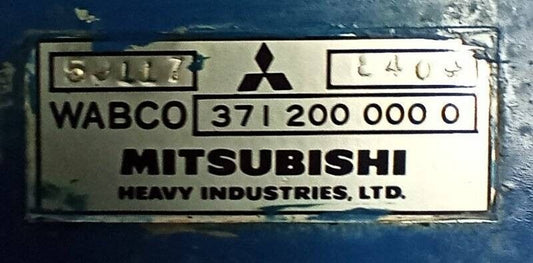 WABCO 371 200 000 0
MITSUBISHI
HEAVY INDUSTRIES, LTD.